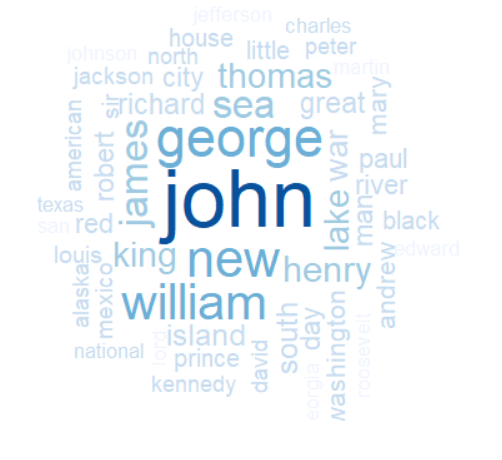 jefferson
charles
house
johnson
north
little
peter
martin
jackson
city
thomas
mary
american
sir
richard
sea
great
robert
james
george
war
paul
texas
john
river
man
lake
san
red
black
louis
king
new
henry
edward
andrew
alaska
mexico
william
island
south
day
washington
roosevelt
national
lord
prince
david
eorgia
kennedy